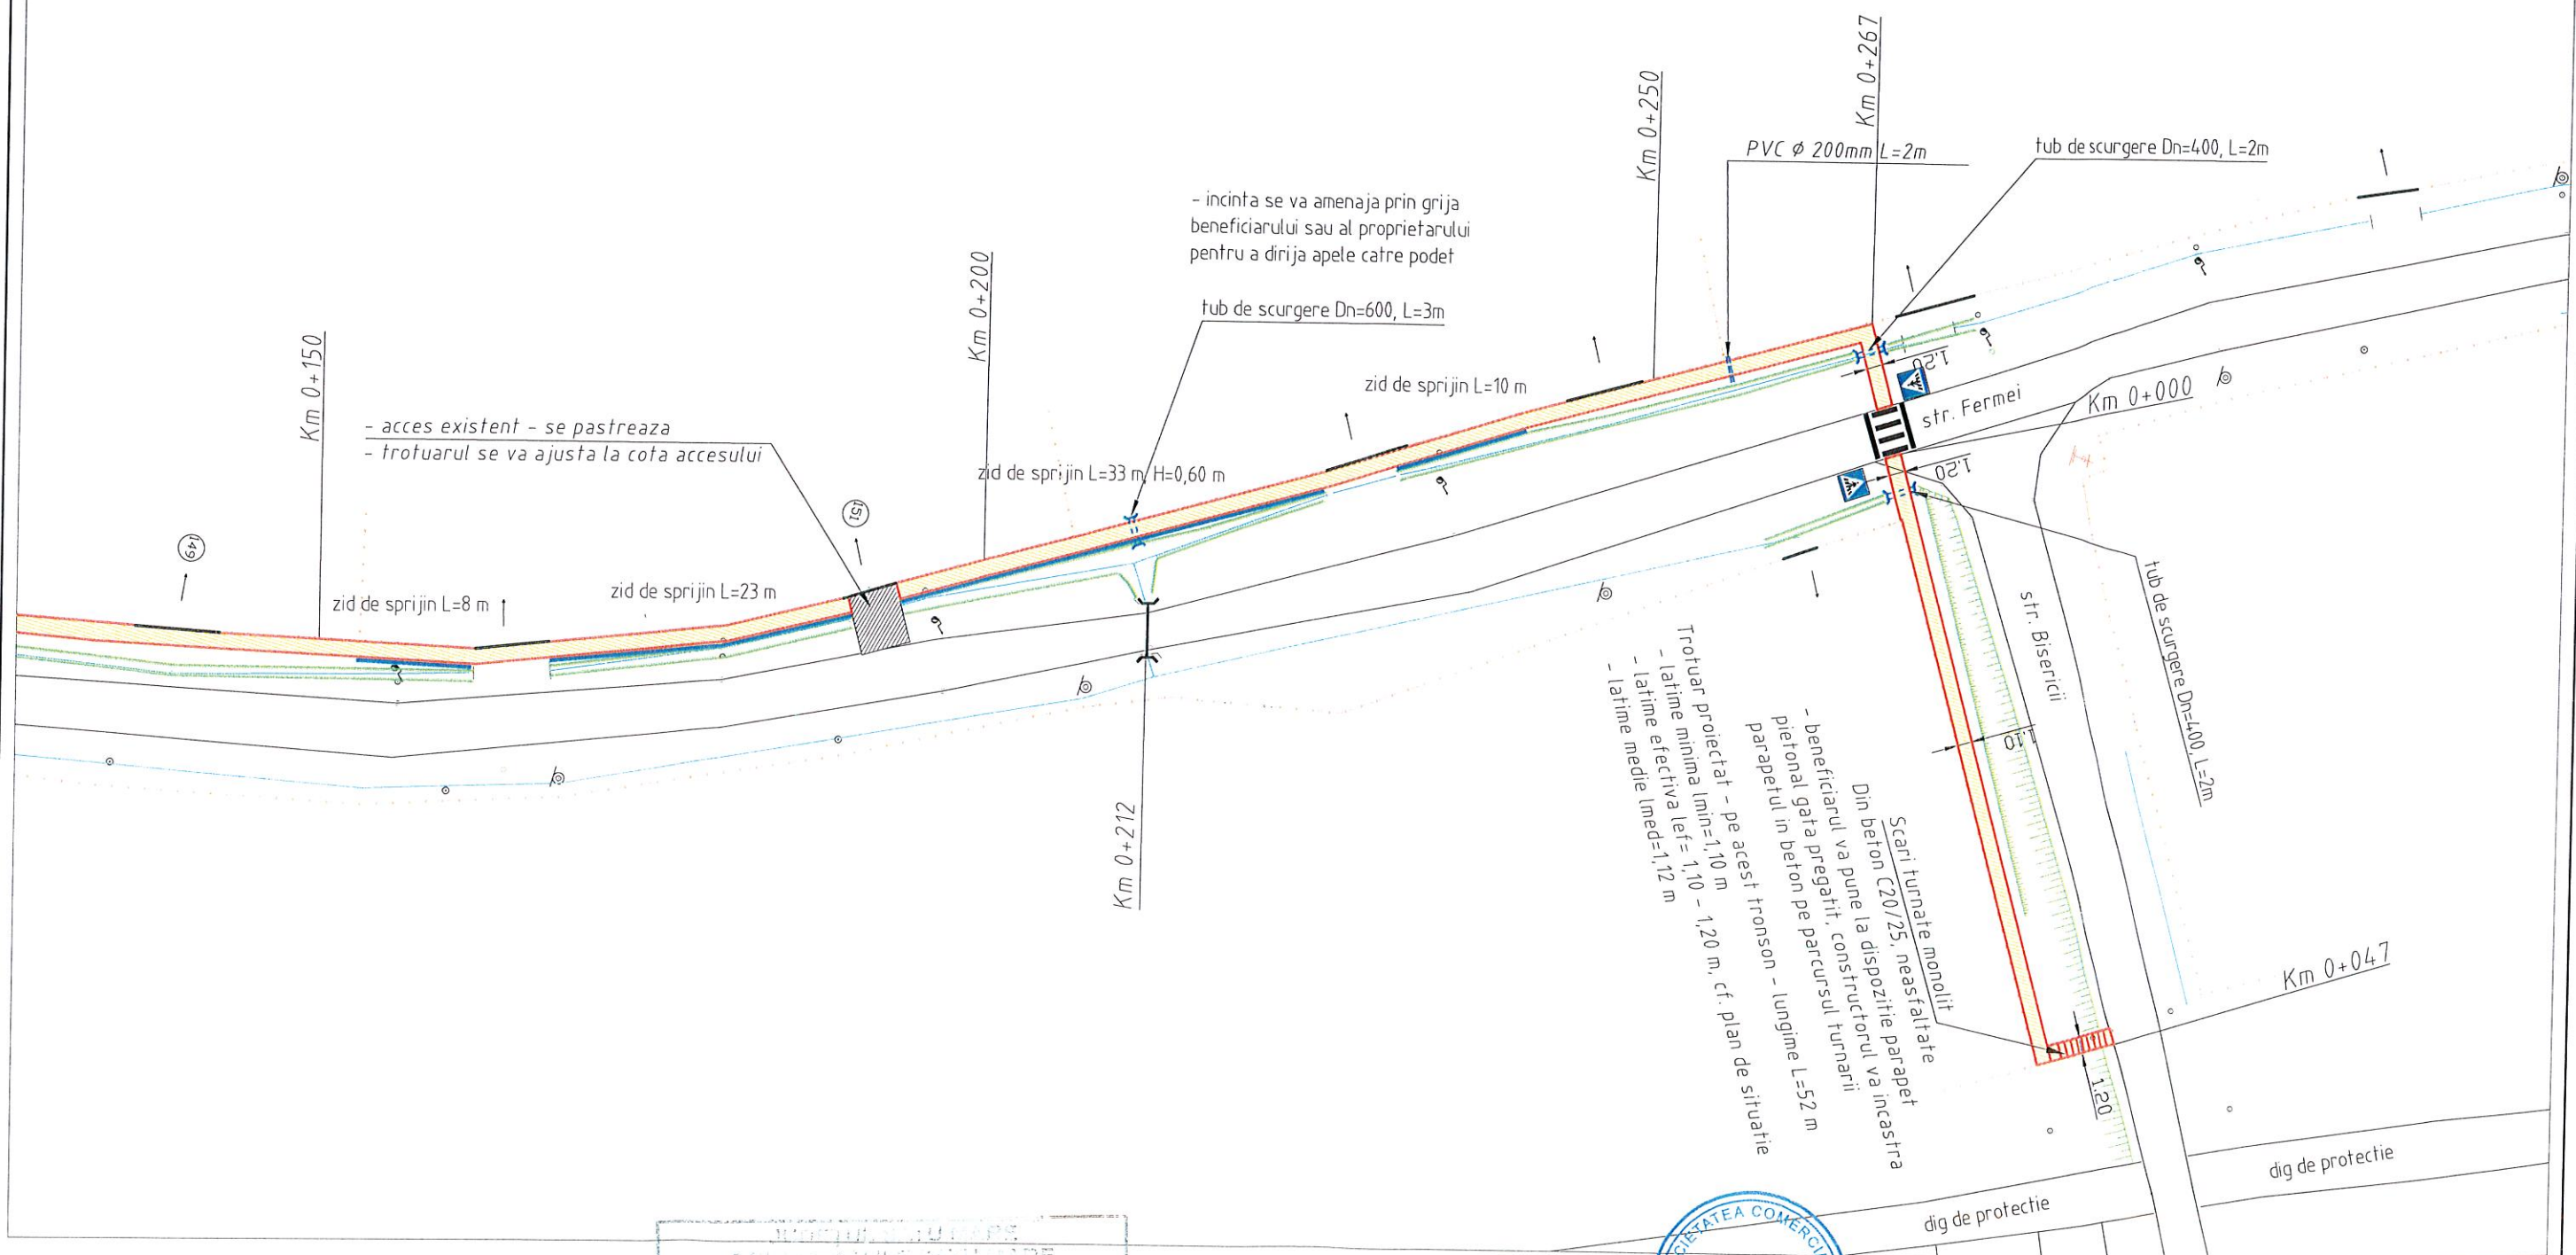 Km 0+267
Km 0+250
PVC ϕ 200mm L=2m
tub de scurgere Dn=400, L=2m
- incinta se va amenaja prin grija
beneficiarului sau al proprietarului
pentru a dirija apele catre podet
Km 0+200
tub de scurgere Dn=600, L=3m
Km 0+150
- acces existent - se pastreaza
- trotuarul se va ajusta la cota accesului
zid de sprijin L=10 m
zid de sprijin L=33 m, H=0,60 m
1.20
str. Fermei
Km 0+000
1.20
151
149
zid de sprijin L=8 m
zid de sprijin L=23 m
tub de scurgere Dn=400, L=2m
str. Bisericii
1.10
Trotuar proiectat - pe acest tronson - lungime L=52 m
- latime minima lmin=1,10 m
- latime efectiva lef= 1,10 - 1,20 m, cf. plan de situatie
- latime medie lmed=1,12 m
Scari turnate monolit
Din beton C20/25, neasfaltate
- beneficiarul va pune la dispozitie parapet
pietonal gata pregatit, constructorul va incastra
parapetul in beton pe parcursul turnarii
Km 0+212
Km 0+047
1.20
dig de protectie
dig de protectie